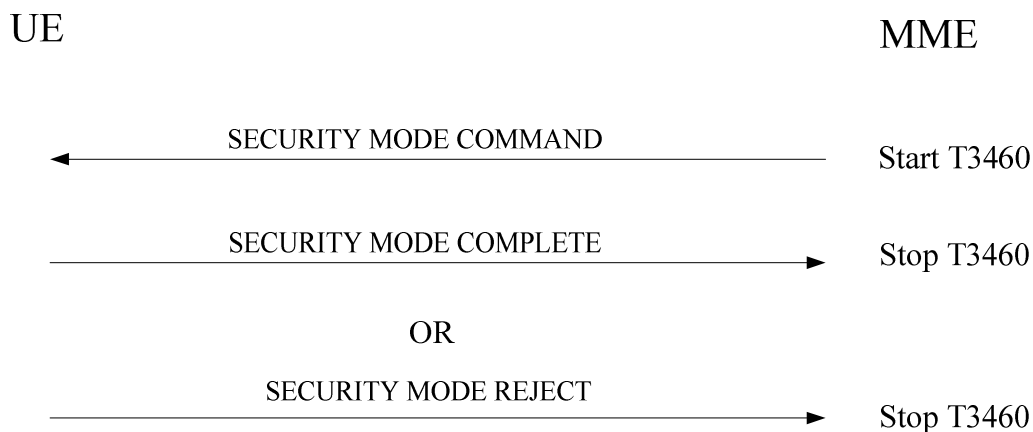 UE
MME
SECURITY MODE COMMAND
Start T3460
SECURITY MODE COMPLETE
Stop T3460
OR
SECURITY MODE REJECT
Stop T3460